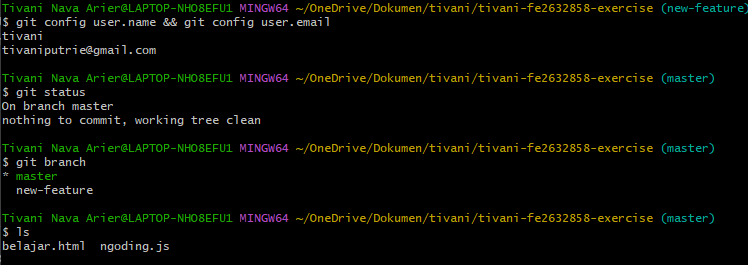 Tivani Nava Arier@LAPTOP-NHO8EFU1 MINGW64 ~/OneDrive/Dokumen/tivani/tivani-fe2632858-exercise (new-feature)
$ git config user.name && git config user.email
tivani
tivaniputrie@gmail.com
Tivani Nava Arier@LAPTOP-NHO8EFU1 MINGW64 ~/OneDrive/Dokumen/tivani/tivani-fe2632858-exercise (master)
$ git status
On branch master
nothing to commit, working tree clean
Tivani Nava Arier@LAPTOP-NHO8EFU1 MINGW64 ~/OneDrive/Dokumen/tivani/tivani-fe2632858-exercise (master)
$ git branch
* master
  new-feature
Tivani Nava Arier@LAPTOP-NHO8EFU1 MINGW64 ~/OneDrive/Dokumen/tivani/tivani-fe2632858-exercise (master)
$ ls
belajar.html  ngoding.js